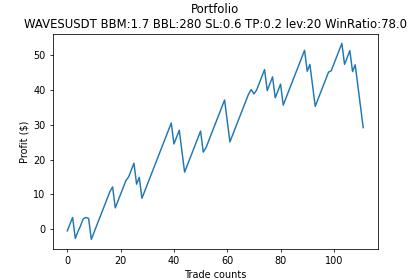 Portfolio
WAVESUSDT BBM:1.7 BBL:280 SL:0.6 TP:0.2 lev:20 WinRatio:78.0
Profit ($)
50
40
30
20
10
0
0 20 40 60 80 100
Trade counts